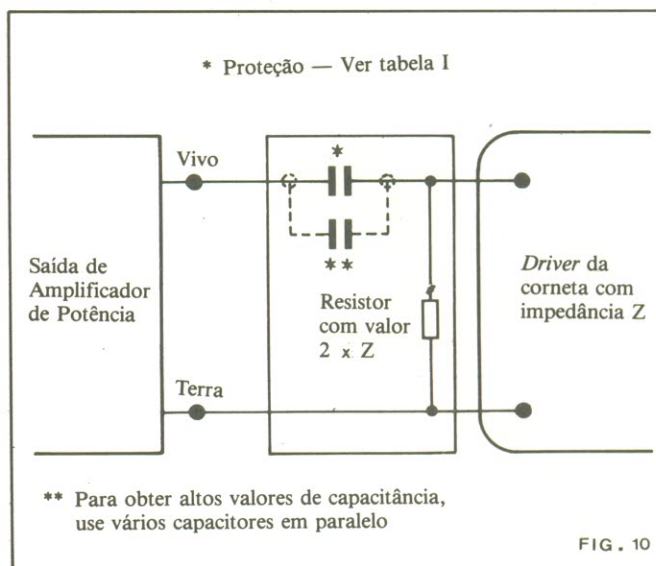 * Proteção — Ver tabela I
Vivo
*
**
Saída de
Amplificador
de Potência
Resistor
com valor
2 x Z
Driver da
corneta com
impedância Z
Terra
** Para obter altos valores de capacitância,
use vários capacitores em paralelo
FIG. 10